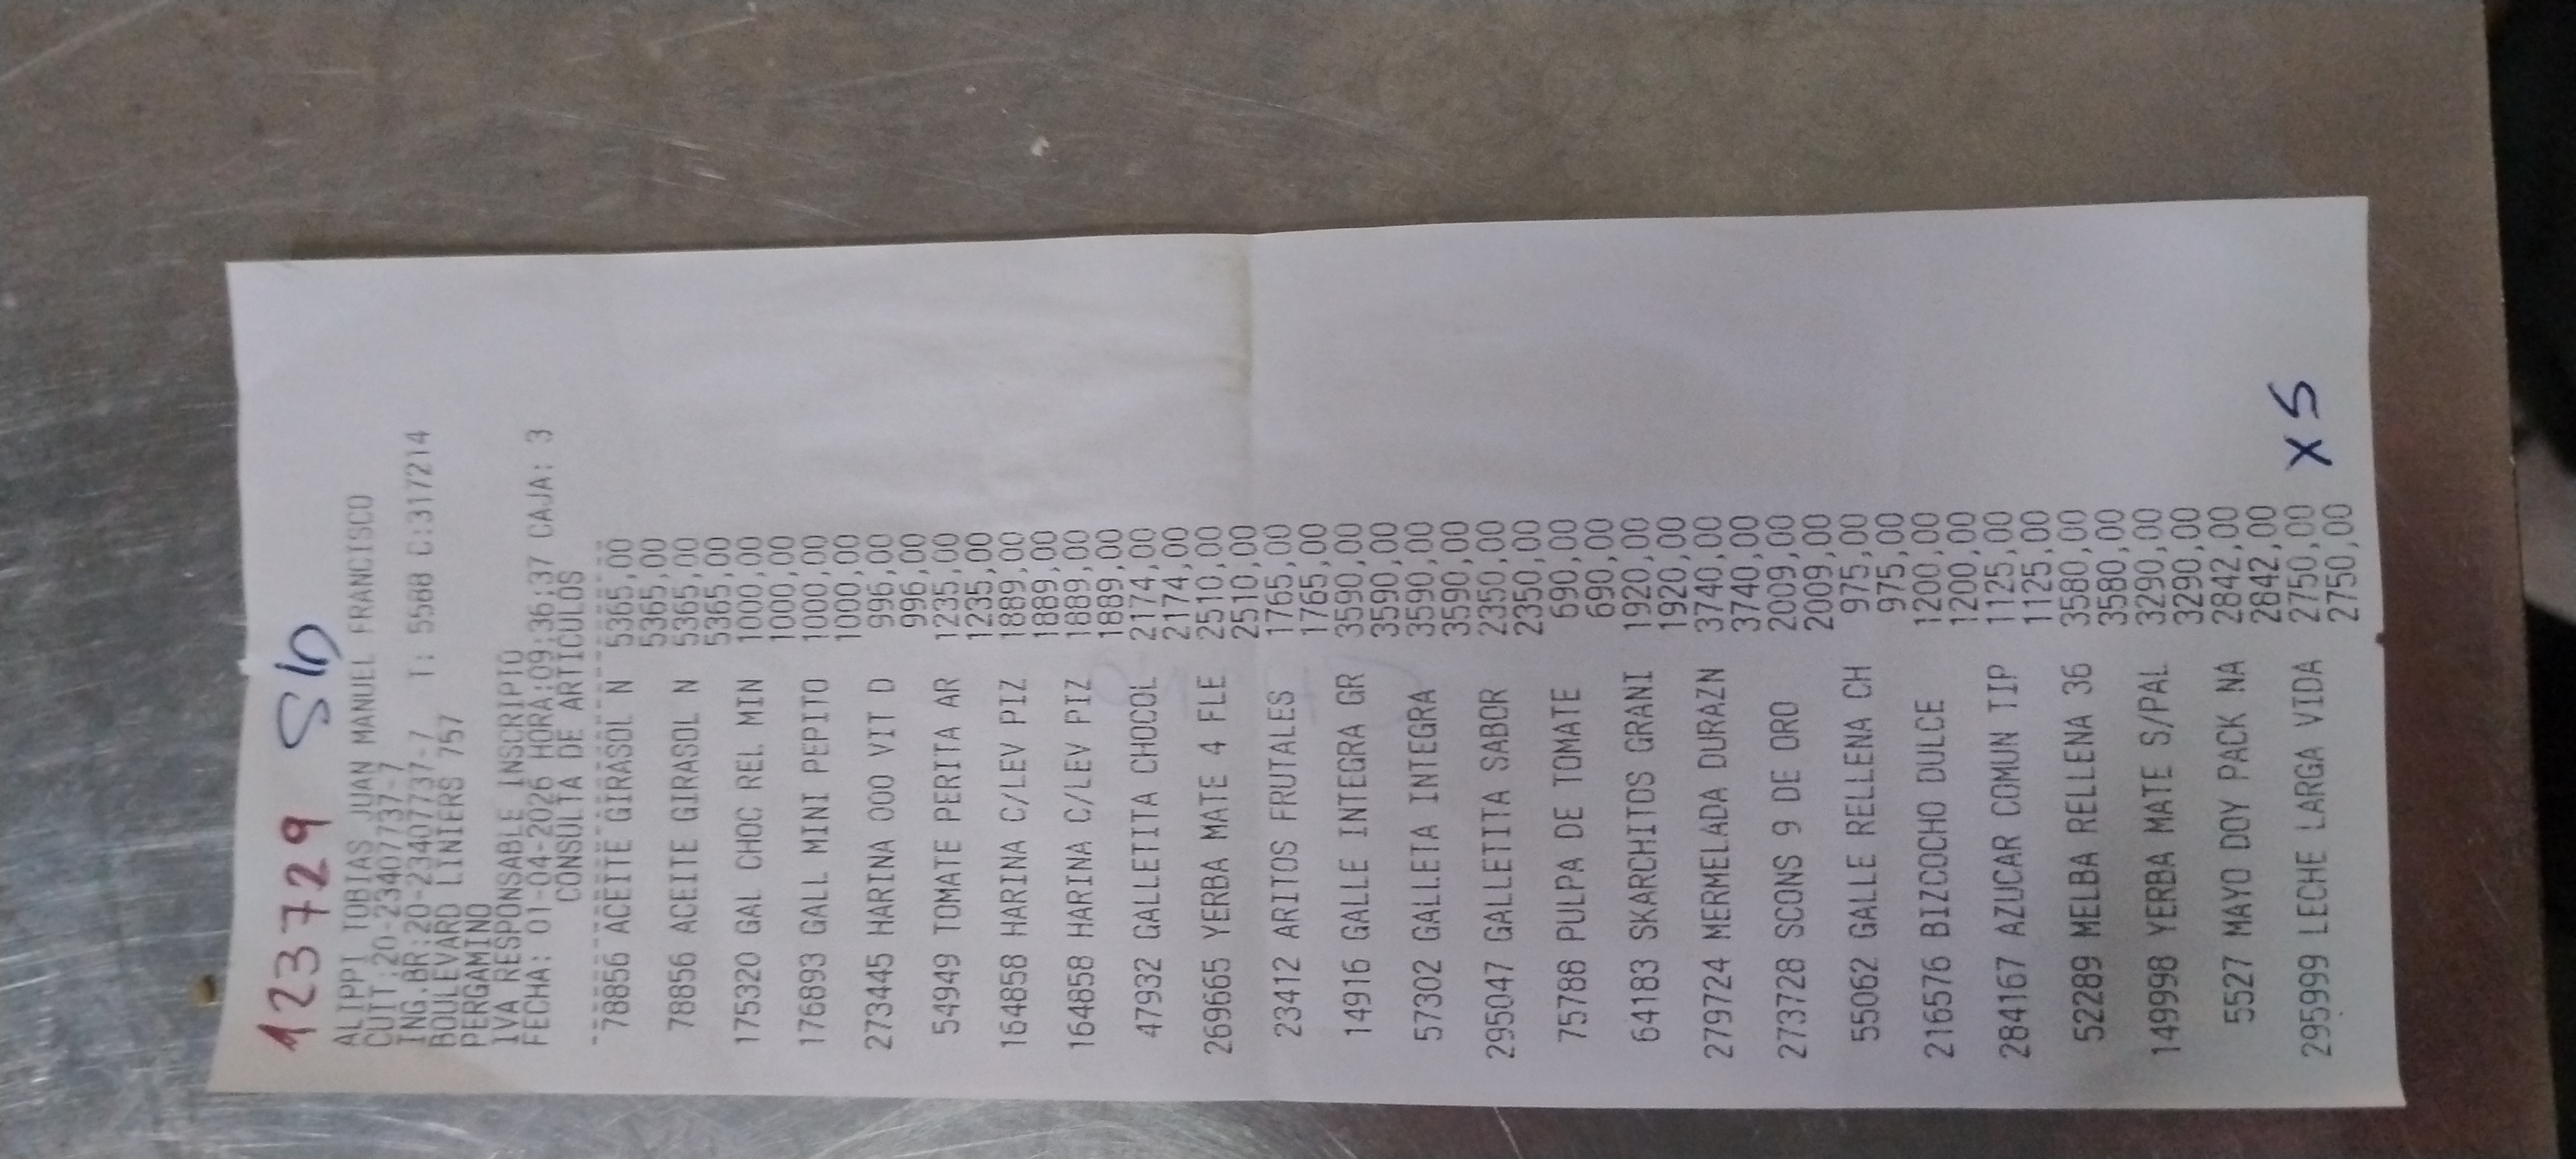 123729 S/D
ALIPPI TOBIAS JUAN MANUEL FRANCISCO
CUIT:20-23407737-7
ING.BR:20-23407737-7 T: 5588 C:317214
BOULEVARD LINIERS 757
PERGAMINO
IVA RESPONSABLE INSCRIPTO
FECHA: 01-04-2026 HORA:09:36:37 CAJA: 3
CONSULTA DE ARTICULOS
78856 ACEITE GIRASOL N 5365,00
5365,00
78856 ACEITE GIRASOL N 5365,00
5365,00
175320 GAL CHOC REL MIN 1000,00
1000,00
176893 GALL MINI PEPITO 1000,00
1000,00
273445 HARINA 000 VIT D 996,00
996,00
54949 TOMATE PERITA AR 1235,00
1235,00
164858 HARINA C/LEV PIZ 1889,00
1889,00
164858 HARINA C/LEV PIZ 1889,00
1889,00
47932 GALLETITA CHOCOL 2174,00
2174,00
269665 YERBA MATE 4 FLE 2510,00
2510,00
23412 ARITOS FRUTALES 1765,00
1765,00
14916 GALLE INTEGRA GR 3590,00
3590,00
57302 GALLETA INTEGRA 3590,00
3590,00
295047 GALLETITA SABOR 2350,00
2350,00
75788 PULPA DE TOMATE 690,00
690,00
64183 SKARCHITOS GRANI 1920,00
1920,00
279724 MERMELADA DURAZN 3740,00
3740,00
273728 SCONS 9 DE ORO 2009,00
2009,00
55062 GALLE RELLENA CH 975,00
975,00
216576 BIZCOCHO DULCE 1200,00
1200,00
284167 AZUCAR COMUN TIP 1125,00
1125,00
52289 MELBA RELLENA 36 3580,00
3580,00
149998 YERBA MATE S/PAL 3290,00
3290,00
5527 MAYO DOY PACK NA 2842,00
2842,00
295999 LECHE LARGA VIDA 2750,00 X 5
2750,00